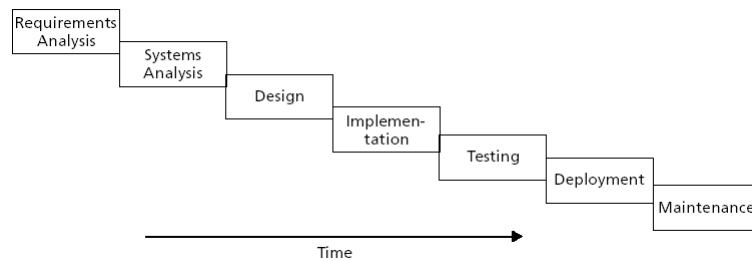 Requirements
Analysis
Systems
Analysis
Design
Implemen-
tation
Testing
Deployment
Maintenance
Time